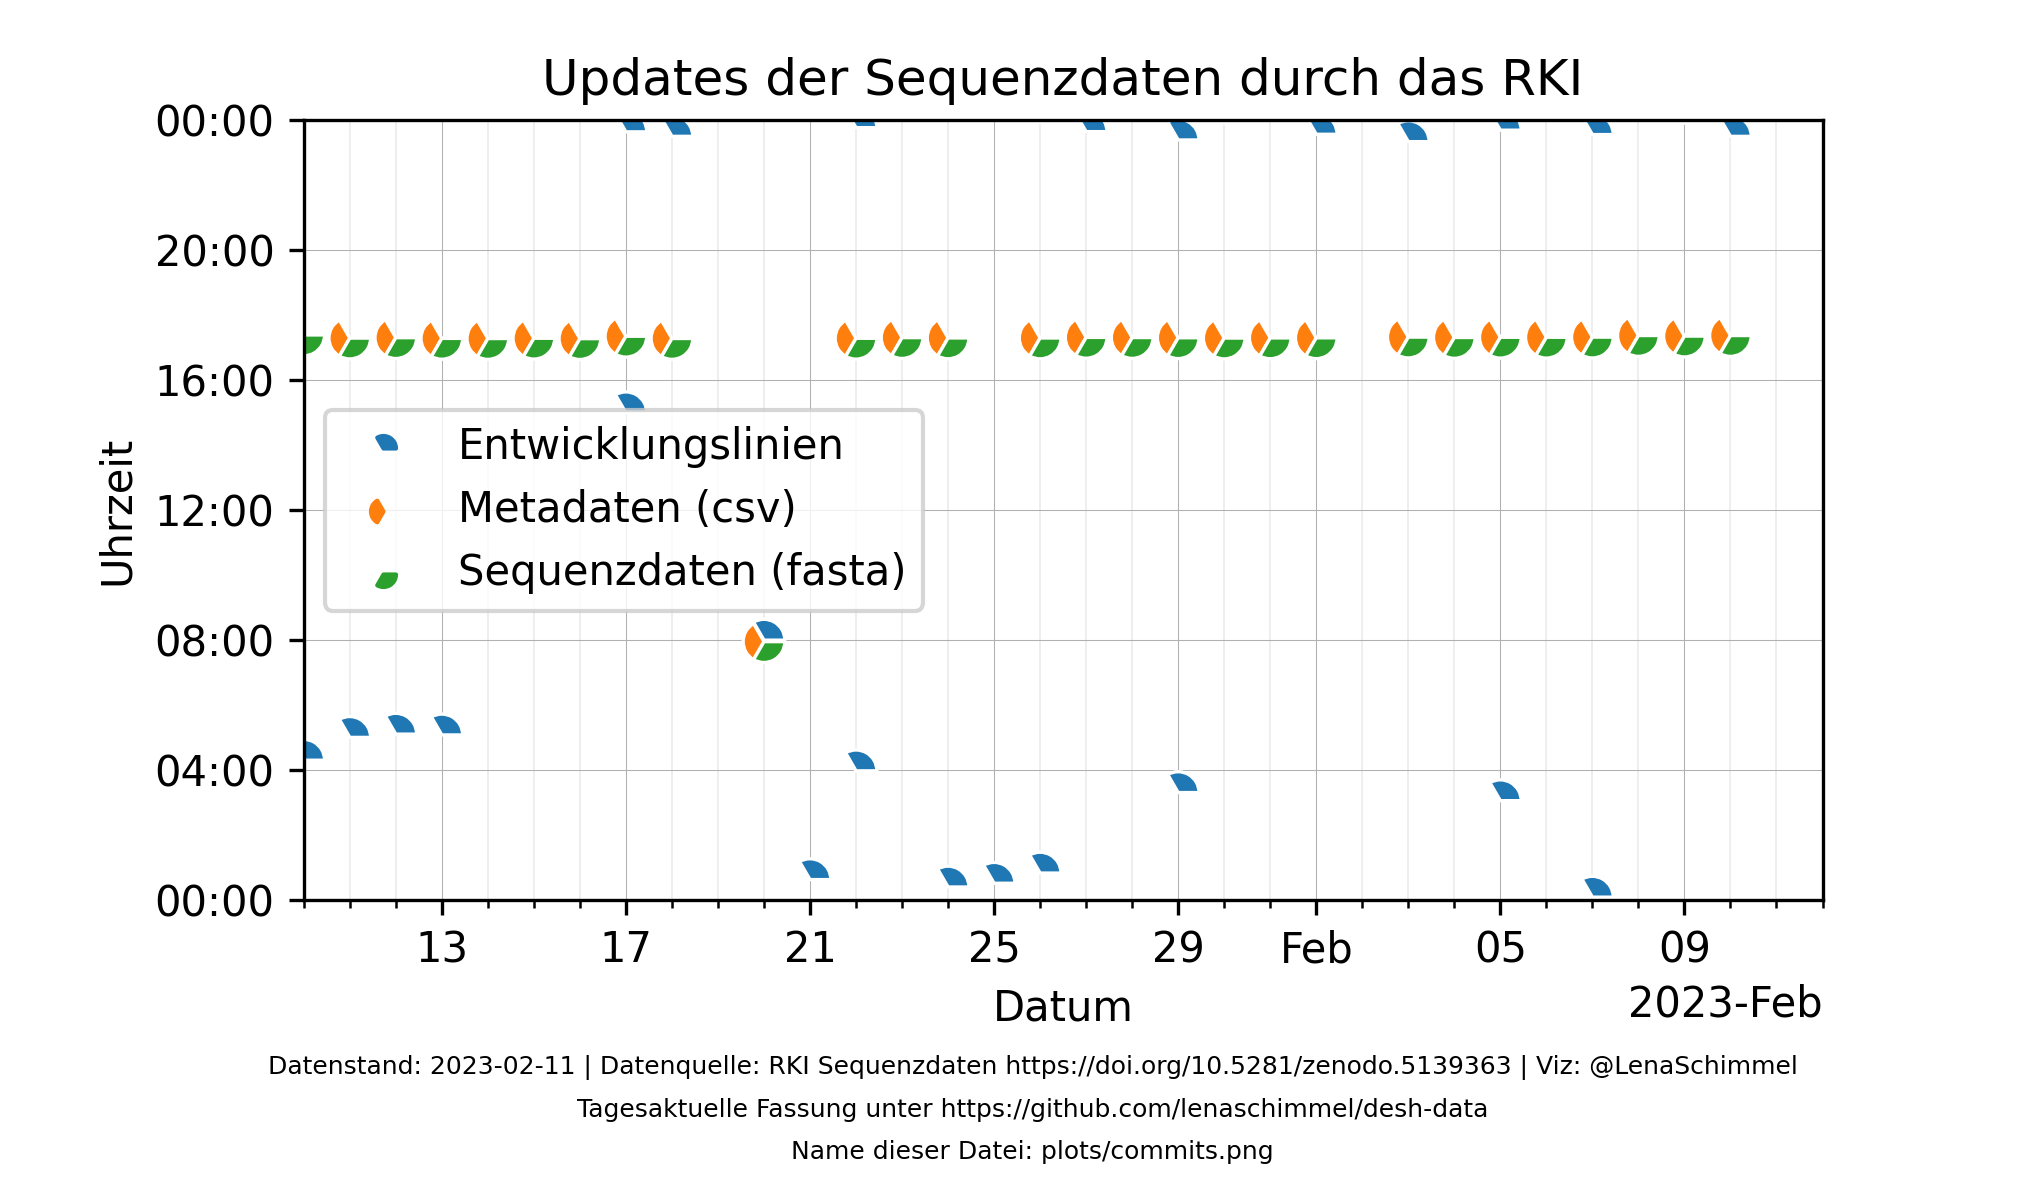 Updates der Sequenzdaten durch das RKI
00:00
20:00
16:00
12:00
08:00
04:00
00:00
Uhrzeit
Entwicklungslinien
Metadaten (csv)
Sequenzdaten (fasta)
13 17 21 25 29 Feb 05 09
2023-Feb
Datum
Datenstand: 2023-02-11 | Datenquelle: RKI Sequenzdaten https://doi.org/10.5281/zenodo.5139363 | Viz: @LenaSchimmel
Tagesaktuelle Fassung unter https://github.com/lenaschimmel/desh-data
Name dieser Datei: plots/commits.png